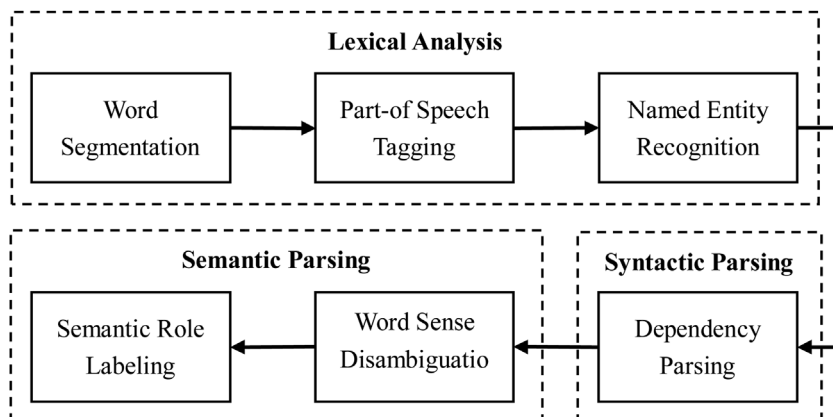 Lexical Analysis
Word
Segmentation
Part-of Speech
Tagging
Named Entity
Recognition
Semantic Parsing
Syntactic Parsing
Semantic Role
Labeling
Word Sense
Disambiguatio
Dependency
Parsing